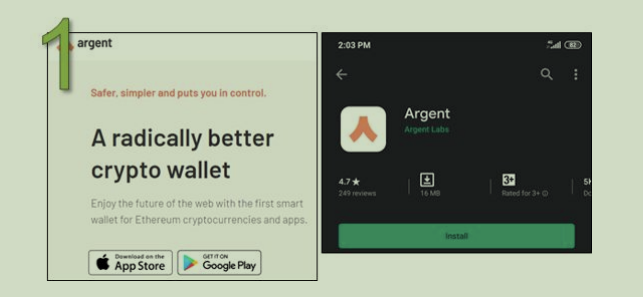 1
argent
Safer, simpler and puts you in control.
A radically better
crypto wallet
Enjoy the future of the web with the first smart
wallet for Ethereum cryptocurrencies and apps.
Download on the
App Store
GET IT ON
Google Play
2:03 PM
82
Argent
Argent Labs
4.7★
249 reviews
16 MB
3+
Rated for 3+
5K
Install